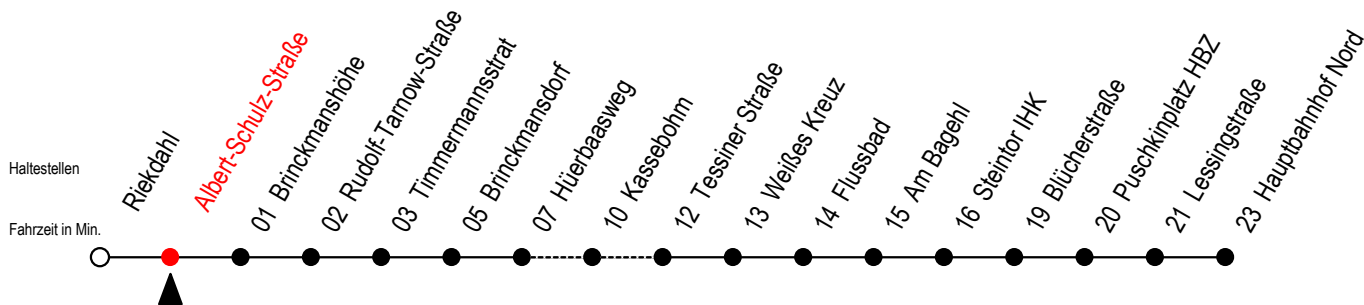 Haltestellen
Fahrzeit in Min.
Riekdahl
Albert-Schulz-Straße
01 Brinckmanshöhe
02 Rudolf-Tarnow-Straße
03 Timmermannsstrat
05 Brinckmansdorf
07 Hüerbaasweg
10 Kassebohm
12 Tessiner Straße
13 Weißes Kreuz
14 Flussbad
15 Am Bagehl
16 Steintor IHK
19 Blücherstraße
20 Puschkinplatz HBZ
21 Lessingstraße
23 Hauptbahnhof Nord